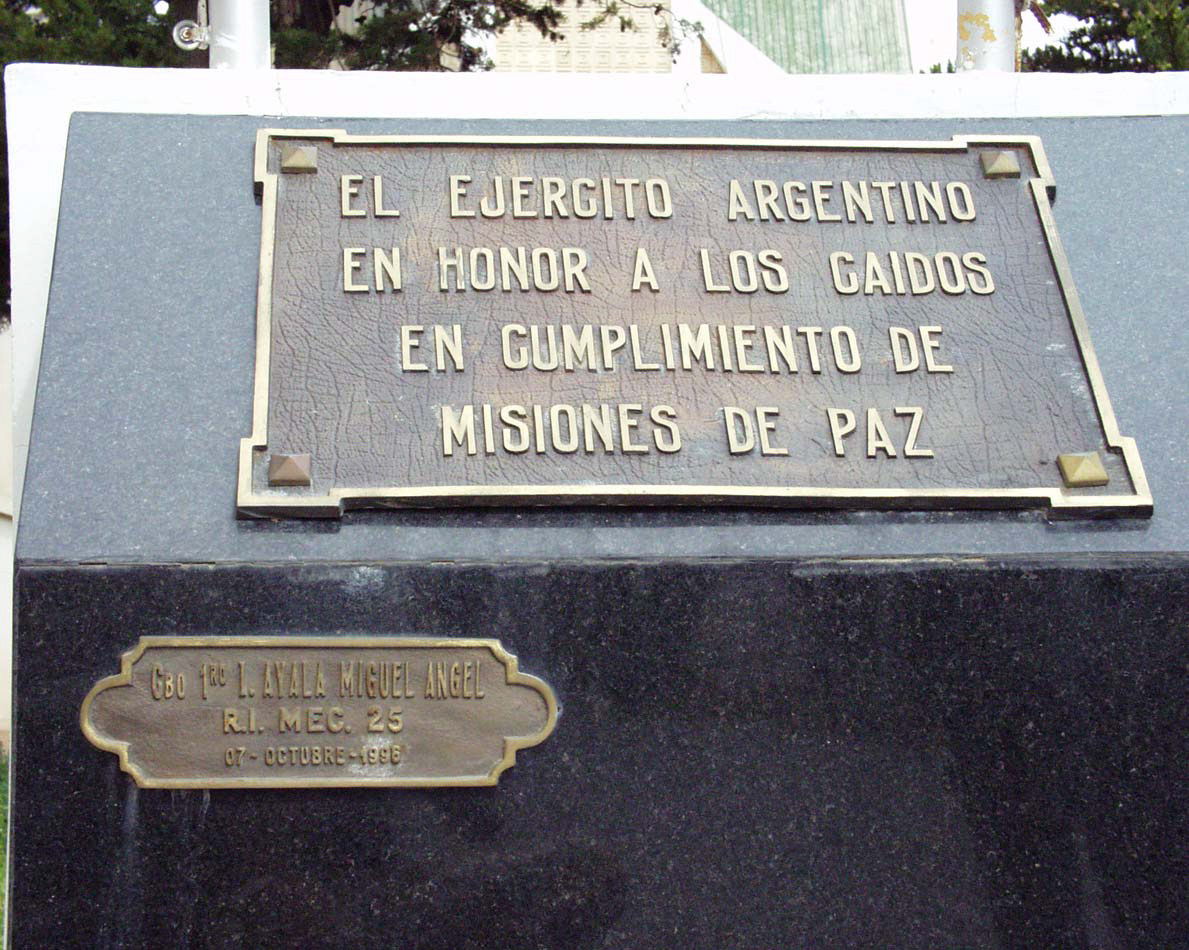 EL EJERCITO ARGENTINO
EN HONOR A LOS CAIDOS
EN CUMPLIMIENTO DE
MISIONES DE PAZ
CBO 1RO I. AYALA MIGUEL ANGEL
R.I. MEC. 25
07-OCTUBRE-1996